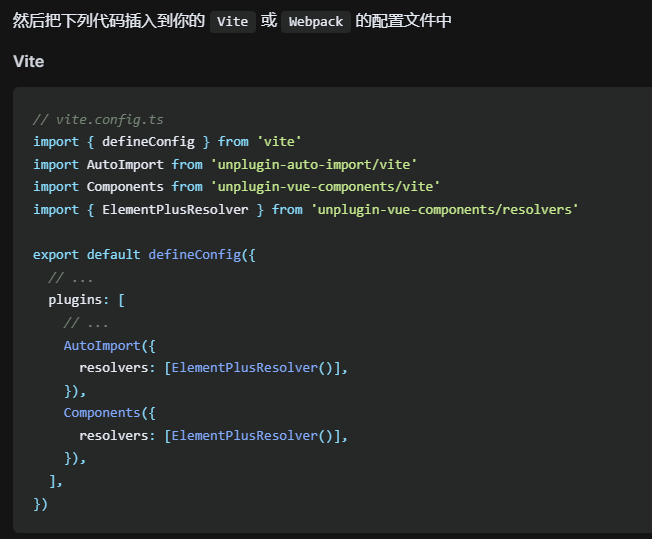 然后把下列代码插入到你的 Vite 或 Webpack 的配置文件中
Vite
// vite.config.ts
import { defineConfig } from 'vite'
import AutoImport from 'unplugin-auto-import/vite'
import Components from 'unplugin-vue-components/vite'
import { ElementPlusResolver } from 'unplugin-vue-components/resolvers'

export default defineConfig({
  // ...
  plugins: [
    // ...
    AutoImport({
      resolvers: [ElementPlusResolver()],
    }),
    Components({
      resolvers: [ElementPlusResolver()],
    }),
  ],
})